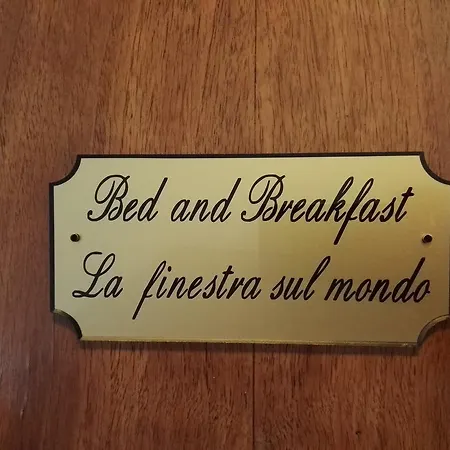 Bed and Breakfast
La finestra sul mondo